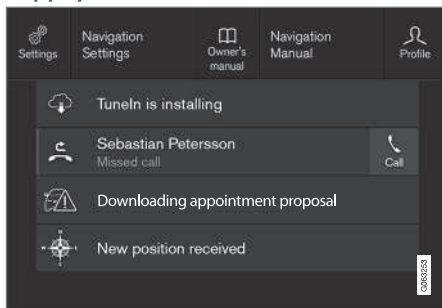 Settings
Navigation
Settings
Owner's
manual
Navigation
Manual
Profile
TuneIn is installing
Sebastian Petersson
Missed call
Call
Downloading appointment proposal
New position received
G063253